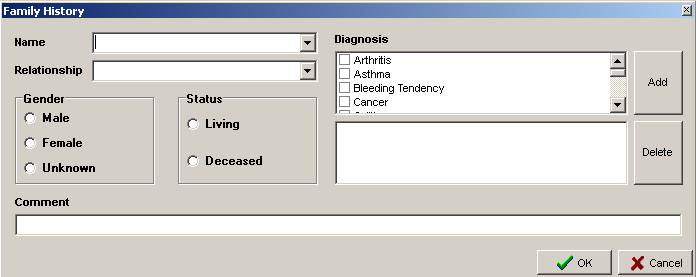 Family History
Name
Relationship
Gender
Male
Female
Unknown
Status
Living
Deceased
Diagnosis
Arthritis
Asthma
Bleeding Tendency
Cancer
Add
Delete
Comment
OK
Cancel